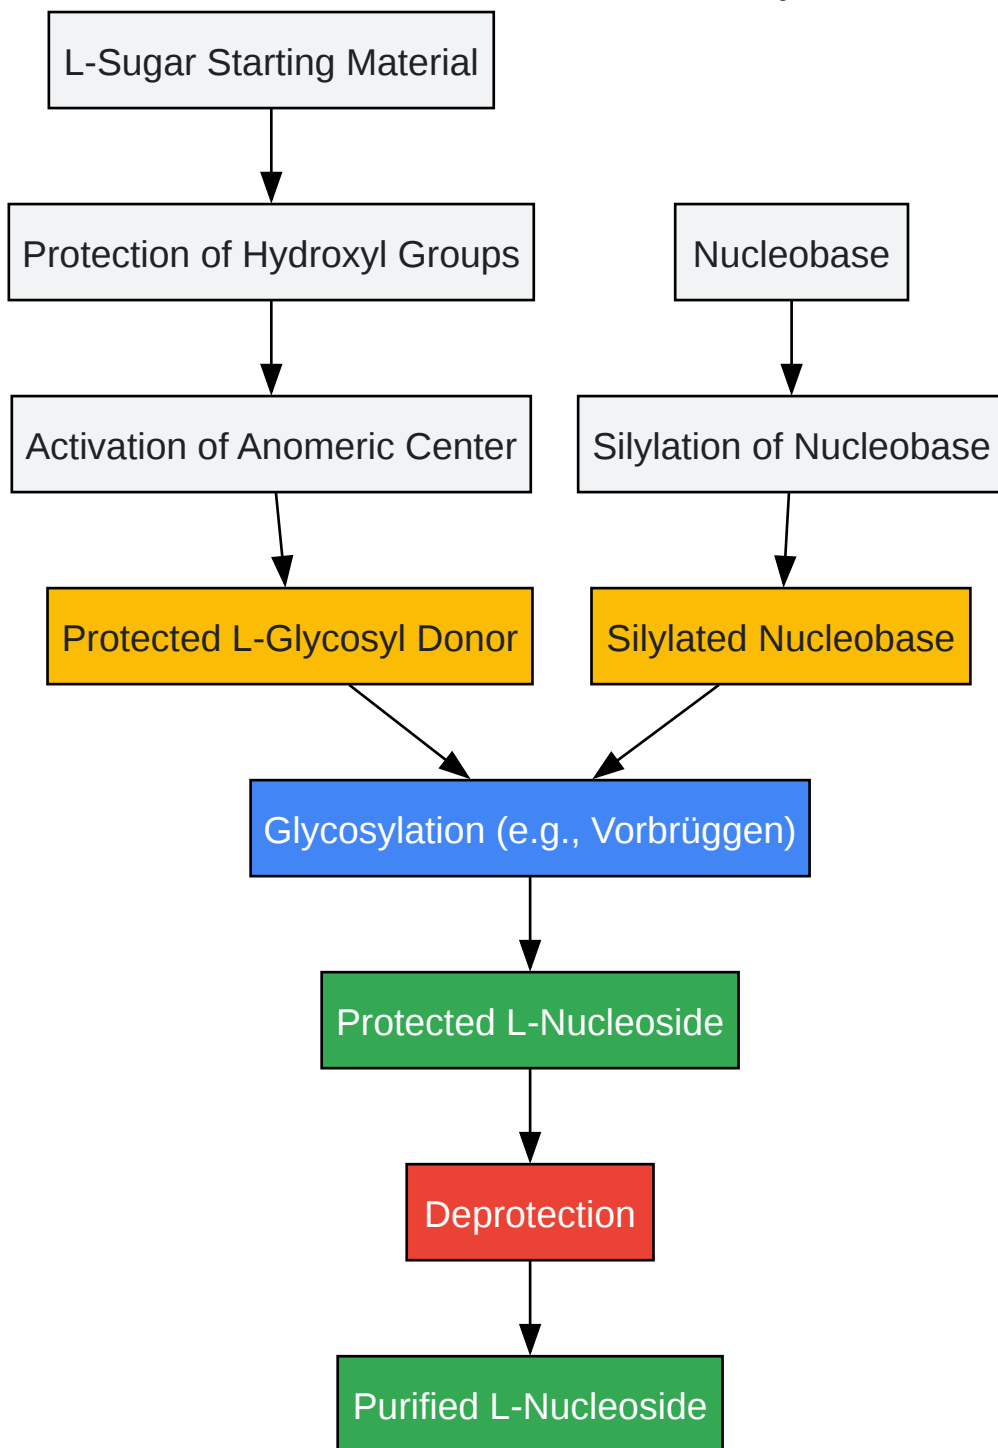 L-Sugar Starting Material
Protection of Hydroxyl Groups
Nucleobase
Activation of Anomeric Center
Silylation of Nucleobase
Protected L-Glycosyl Donor
Silylated Nucleobase
Glycosylation (e.g., Vorbrüggen)
Protected L-Nucleoside
Deprotection
Purified L-Nucleoside